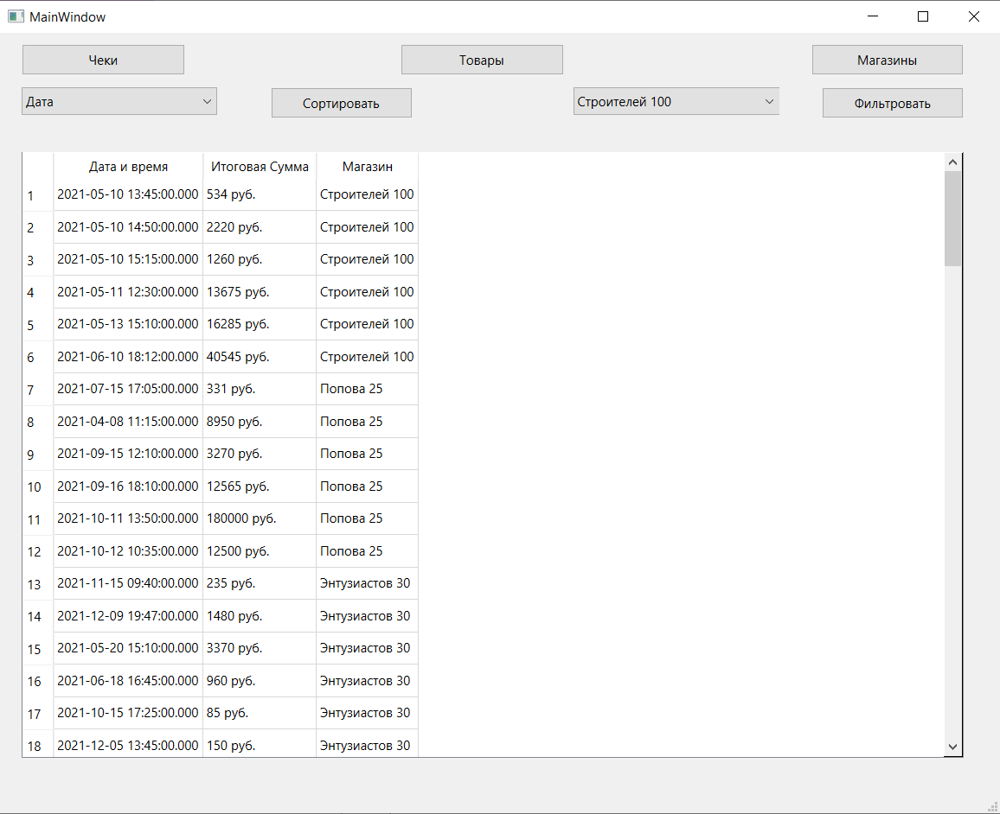 MainWindow
Чеки Товары Магазины
Дата Сортировать Строителей 100 Фильтровать
Дата и время Итоговая Сумма Магазин
1 2021-05-10 13:45:00.000 534 руб. Строителей 100
2 2021-05-10 14:50:00.000 2220 руб. Строителей 100
3 2021-05-10 15:15:00.000 1260 руб. Строителей 100
4 2021-05-11 12:30:00.000 13675 руб. Строителей 100
5 2021-05-13 15:10:00.000 16285 руб. Строителей 100
6 2021-06-10 18:12:00.000 40545 руб. Строителей 100
7 2021-07-15 17:05:00.000 331 руб. Попова 25
8 2021-04-08 11:15:00.000 8950 руб. Попова 25
9 2021-09-15 12:10:00.000 3270 руб. Попова 25
10 2021-09-16 18:10:00.000 12565 руб. Попова 25
11 2021-10-11 13:50:00.000 180000 руб. Попова 25
12 2021-10-12 10:35:00.000 12500 руб. Попова 25
13 2021-11-15 09:40:00.000 235 руб. Энтузиастов 30
14 2021-12-09 19:47:00.000 1480 руб. Энтузиастов 30
15 2021-05-20 15:10:00.000 3370 руб. Энтузиастов 30
16 2021-06-18 16:45:00.000 960 руб. Энтузиастов 30
17 2021-10-15 17:25:00.000 85 руб. Энтузиастов 30
18 2021-12-05 13:45:00.000 150 руб. Энтузиастов 30